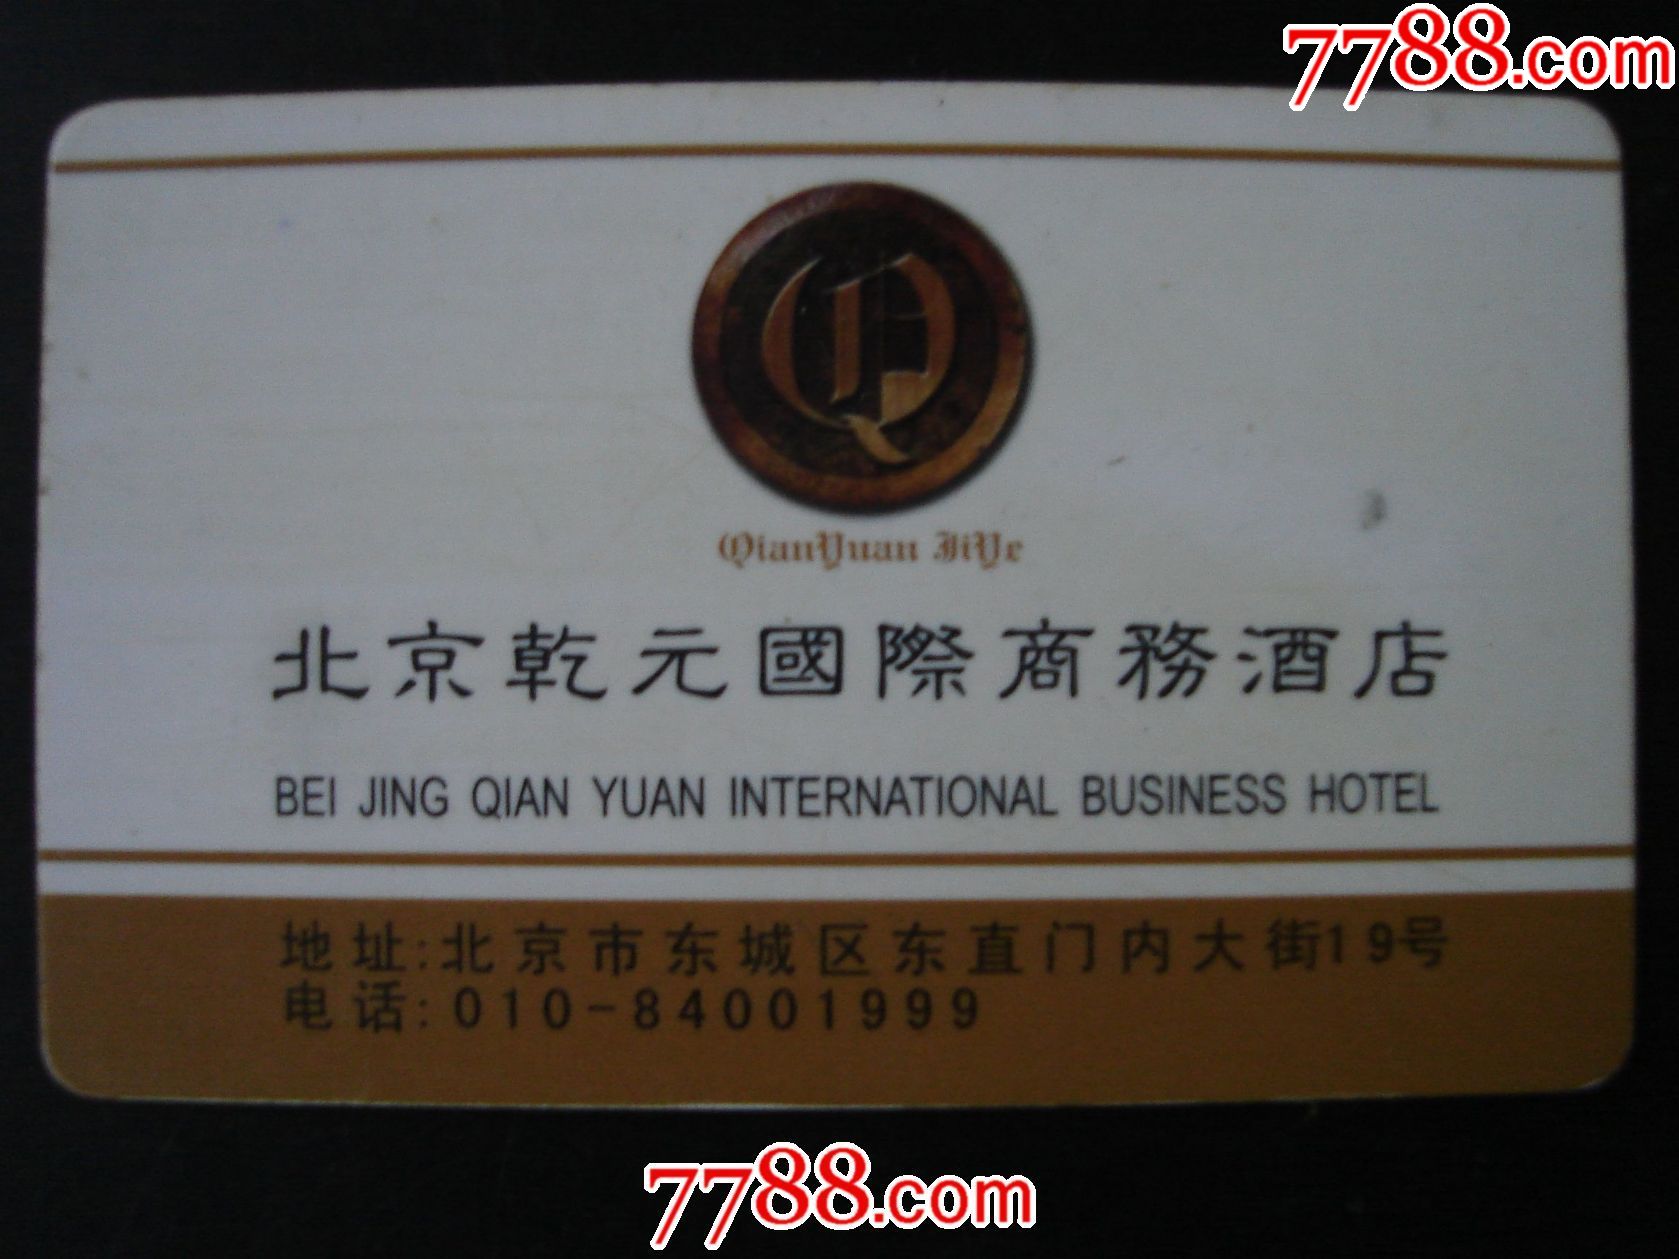 7788.com
Q
QianYuan JiYe
北京乾元國際商務酒店
BEI JING QIAN YUAN INTERNATIONAL BUSINESS HOTEL
地址:北京市东城区东直门内大街19号
电话:010-84001999
7788.com